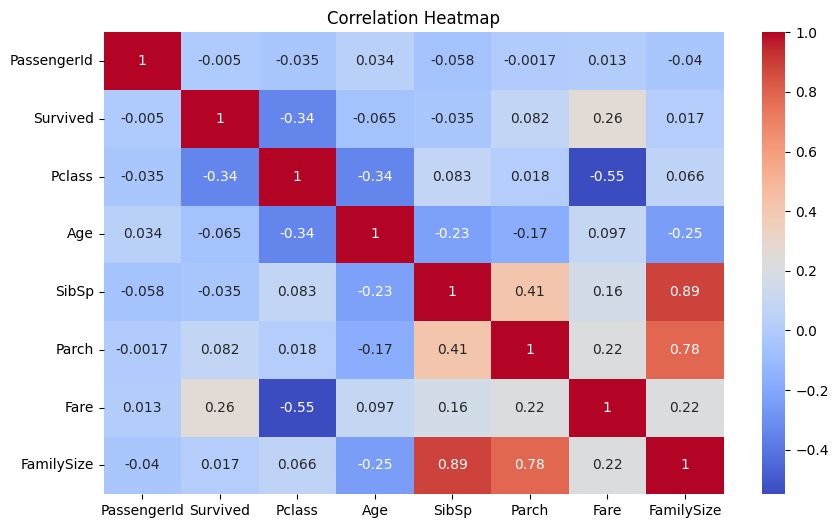 Correlation Heatmap
PassengerId 1 -0.005 -0.035 0.034 -0.058 -0.0017 0.013 -0.04
Survived -0.005 1 -0.34 -0.065 -0.035 0.082 0.26 0.017
Pclass -0.035 -0.34 1 -0.34 0.083 0.018 -0.55 0.066
Age 0.034 -0.065 -0.34 1 -0.23 -0.17 0.097 -0.25
SibSp -0.058 -0.035 0.083 -0.23 1 0.41 0.16 0.89
Parch -0.0017 0.082 0.018 -0.17 0.41 1 0.22 0.78
Fare 0.013 0.26 -0.55 0.097 0.16 0.22 1 0.22
FamilySize -0.04 0.017 0.066 -0.25 0.89 0.78 0.22 1
PassengerId Survived Pclass Age SibSp Parch Fare FamilySize
1.0
0.8
0.6
0.4
0.2
0.0
−0.2
−0.4